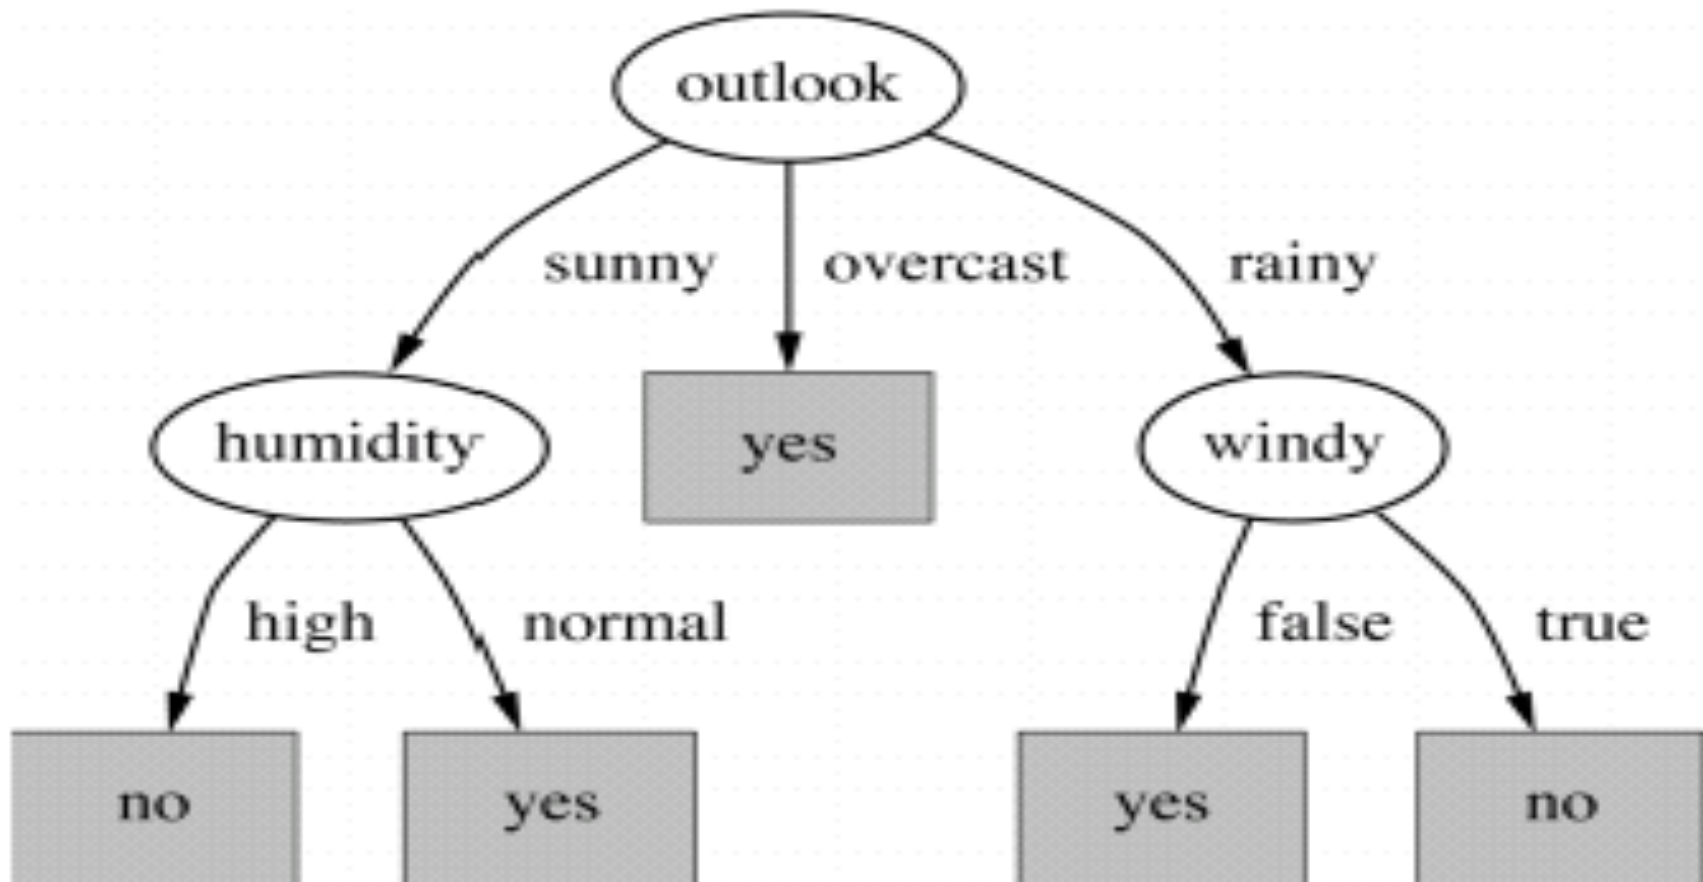 outlook
sunny overcast rainy
humidity yes windy
high normal false true
no yes yes no